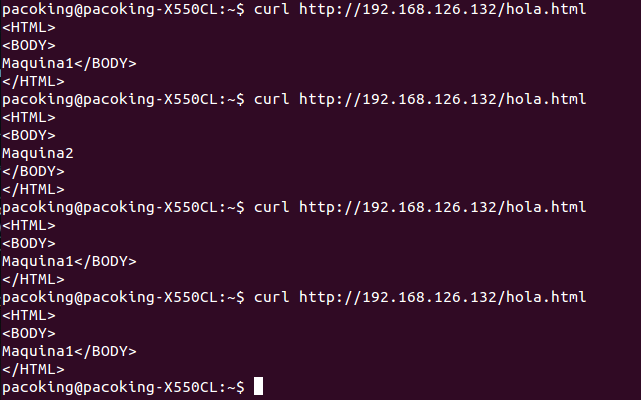 pacoking@pacoking-X550CL:~$ curl http://192.168.126.132/hola.html
<HTML>
<BODY>
Maquina1</BODY>
</HTML>
pacoking@pacoking-X550CL:~$ curl http://192.168.126.132/hola.html
<HTML>
<BODY>
Maquina2
</BODY>
</HTML>
pacoking@pacoking-X550CL:~$ curl http://192.168.126.132/hola.html
<HTML>
<BODY>
Maquina1</BODY>
</HTML>
pacoking@pacoking-X550CL:~$ curl http://192.168.126.132/hola.html
<HTML>
<BODY>
Maquina1</BODY>
</HTML>
pacoking@pacoking-X550CL:~$